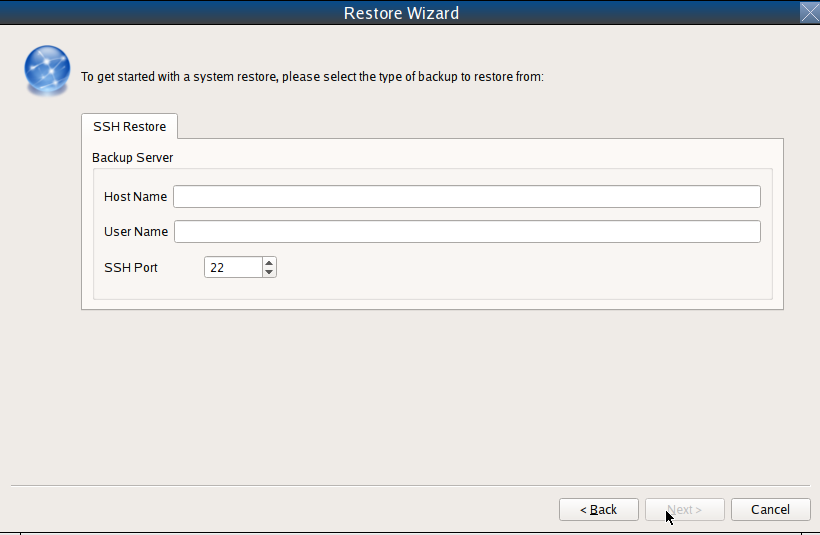 Restore Wizard
To get started with a system restore, please select the type of backup to restore from:
SSH Restore
Backup Server
Host Name
User Name
SSH Port 22
< Back Next > Cancel